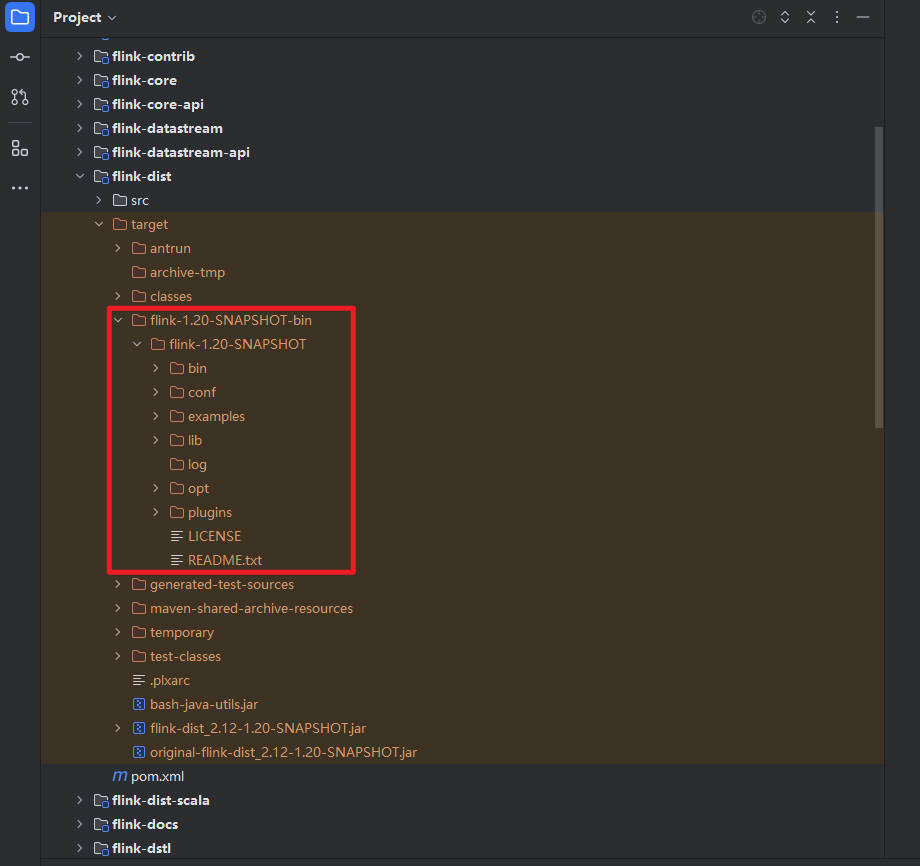 Project
flink-contrib
flink-core
flink-core-api
flink-datastream
flink-datastream-api
flink-dist
src
target
antrun
archive-tmp
classes
flink-1.20-SNAPSHOT-bin
flink-1.20-SNAPSHOT
bin
conf
examples
lib
log
opt
plugins
LICENSE
README.txt
generated-test-sources
maven-shared-archive-resources
temporary
test-classes
.plxarc
bash-java-utils.jar
flink-dist_2.12-1.20-SNAPSHOT.jar
original-flink-dist_2.12-1.20-SNAPSHOT.jar
m pom.xml
flink-dist-scala
flink-docs
flink-dstl